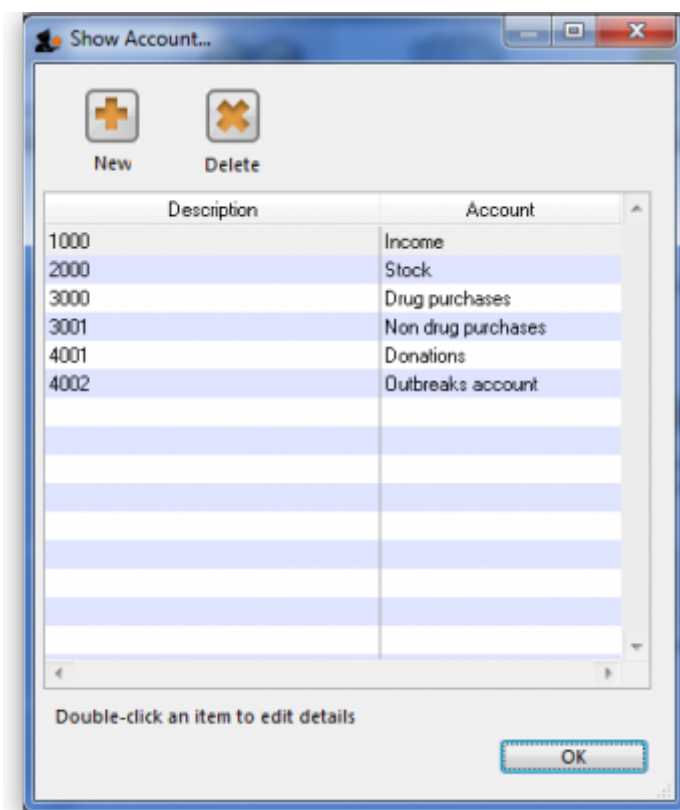 Show Account...
New Delete
Description Account
1000 Income
2000 Stock
3000 Drug purchases
3001 Non drug purchases
4001 Donations
4002 Outbreaks account
Double-click an item to edit details
OK